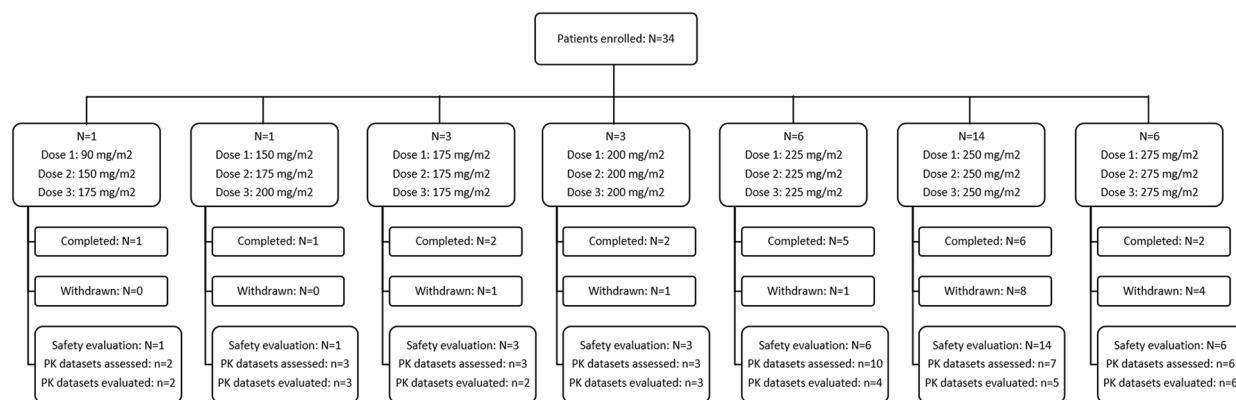 Patients enrolled: N=34
N=1
Dose 1: 90 mg/m2
Dose 2: 150 mg/m2
Dose 3: 175 mg/m2
Completed: N=1
Withdrawn: N=0
Safety evaluation: N=1
PK datasets assessed: n=2
PK datasets evaluated: n=2
N=1
Dose 1: 150 mg/m2
Dose 2: 175 mg/m2
Dose 3: 200 mg/m2
Completed: N=1
Withdrawn: N=0
Safety evaluation: N=1
PK datasets assessed: n=3
PK datasets evaluated: n=3
N=3
Dose 1: 175 mg/m2
Dose 2: 175 mg/m2
Dose 3: 175 mg/m2
Completed: N=2
Withdrawn: N=1
Safety evaluation: N=3
PK datasets assessed: n=3
PK datasets evaluated: n=2
N=3
Dose 1: 200 mg/m2
Dose 2: 200 mg/m2
Dose 3: 200 mg/m2
Completed: N=2
Withdrawn: N=1
Safety evaluation: N=3
PK datasets assessed: n=3
PK datasets evaluated: n=3
N=6
Dose 1: 225 mg/m2
Dose 2: 225 mg/m2
Dose 3: 225 mg/m2
Completed: N=5
Withdrawn: N=1
Safety evaluation: N=6
PK datasets assessed: n=10
PK datasets evaluated: n=4
N=14
Dose 1: 250 mg/m2
Dose 2: 250 mg/m2
Dose 3: 250 mg/m2
Completed: N=6
Withdrawn: N=8
Safety evaluation: N=14
PK datasets assessed: n=7
PK datasets evaluated: n=5
N=6
Dose 1: 275 mg/m2
Dose 2: 275 mg/m2
Dose 3: 275 mg/m2
Completed: N=2
Withdrawn: N=4
Safety evaluation: N=6
PK datasets assessed: n=6
PK datasets evaluated: n=6